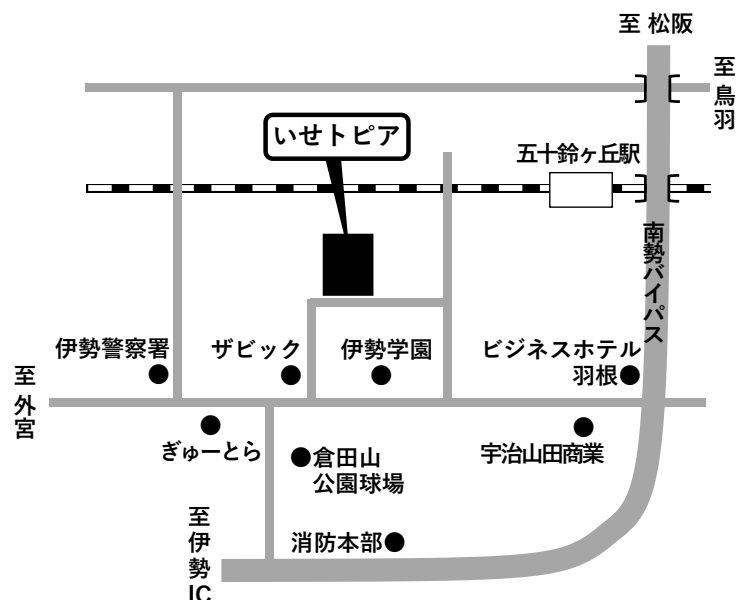 至 松阪
至 鳥羽
いせトピア
五十鈴ヶ丘駅
南勢バイパス
伊勢警察署
ザビック
伊勢学園
ビジネスホテル
羽根
至 外宮
ぎゅーとら
倉田山
公園球場
宇治山田商業
至 伊勢IC
消防本部